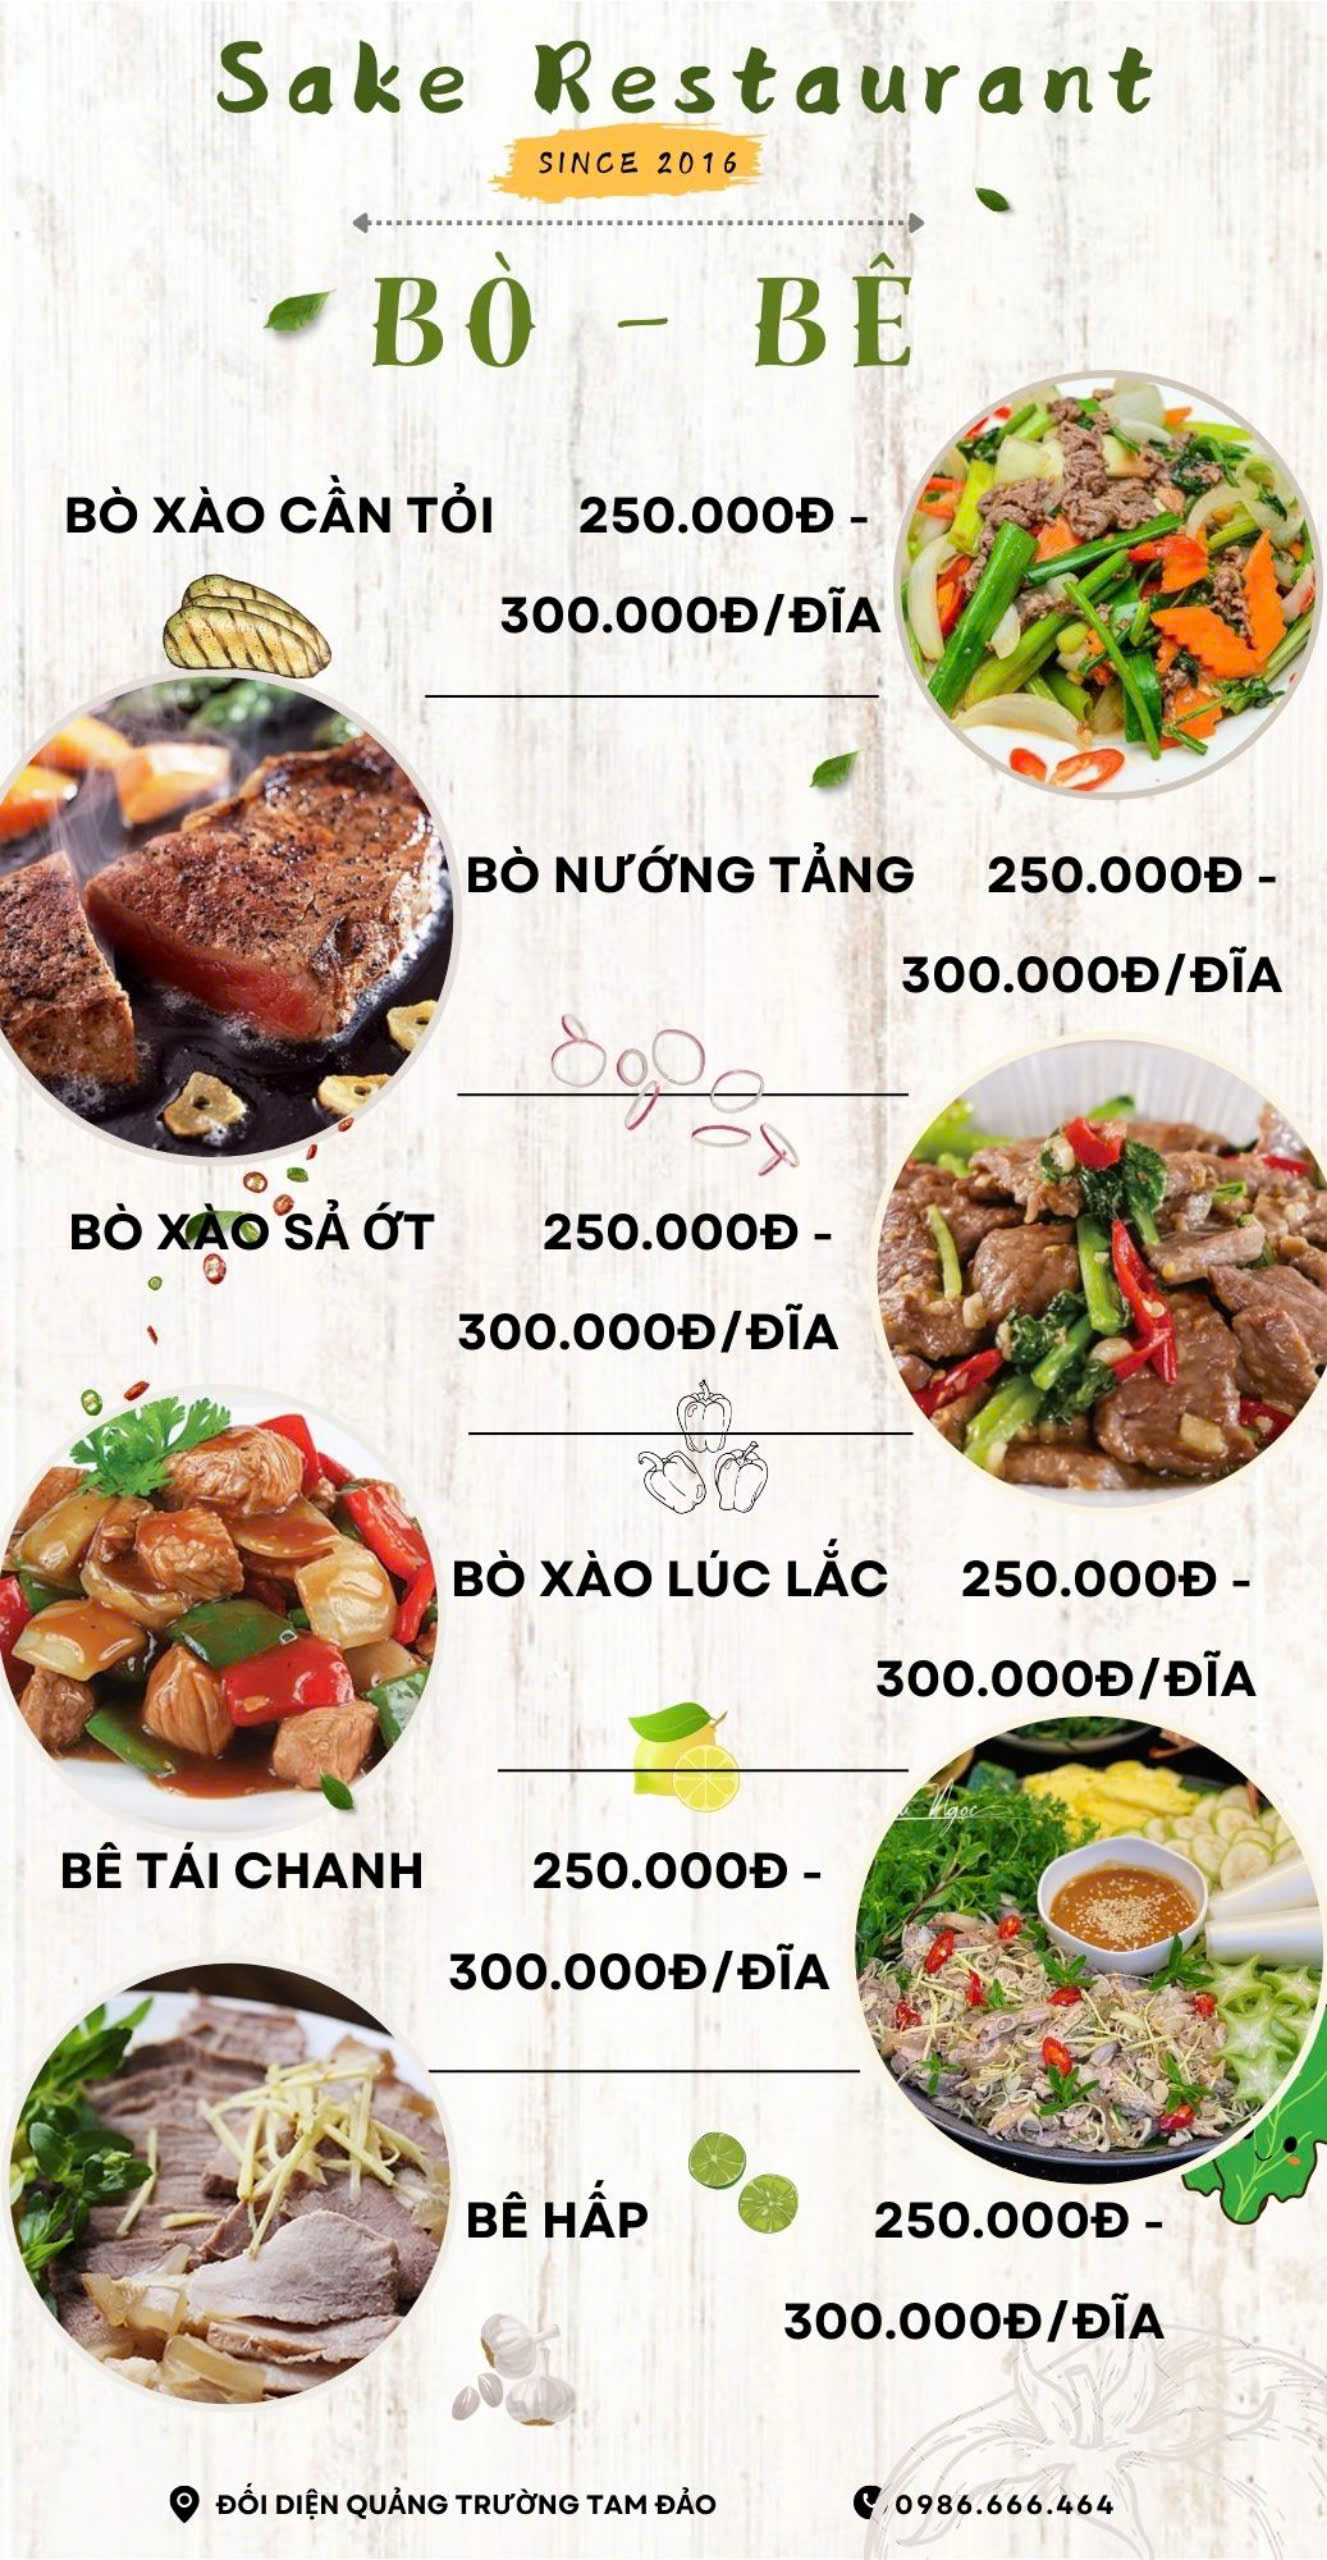 Sake Restaurant
SINCE 2016
BÒ - BÊ
BÒ XÀO CẦN TỎI 250.000Đ -
300.000Đ/ĐĨA
BÒ NƯỚNG TẢNG 250.000Đ -
300.000Đ/ĐĨA
BÒ XÀO SẢ ỚT 250.000Đ -
300.000Đ/ĐĨA
BÒ XÀO LÚC LẮC 250.000Đ -
300.000Đ/ĐĨA
Ngọc
BÊ TÁI CHANH 250.000Đ -
300.000Đ/ĐĨA
BÊ HẤP 250.000Đ -
300.000Đ/ĐĨA
ĐỐI DIỆN QUẢNG TRƯỜNG TAM ĐẢO 0986.666.464